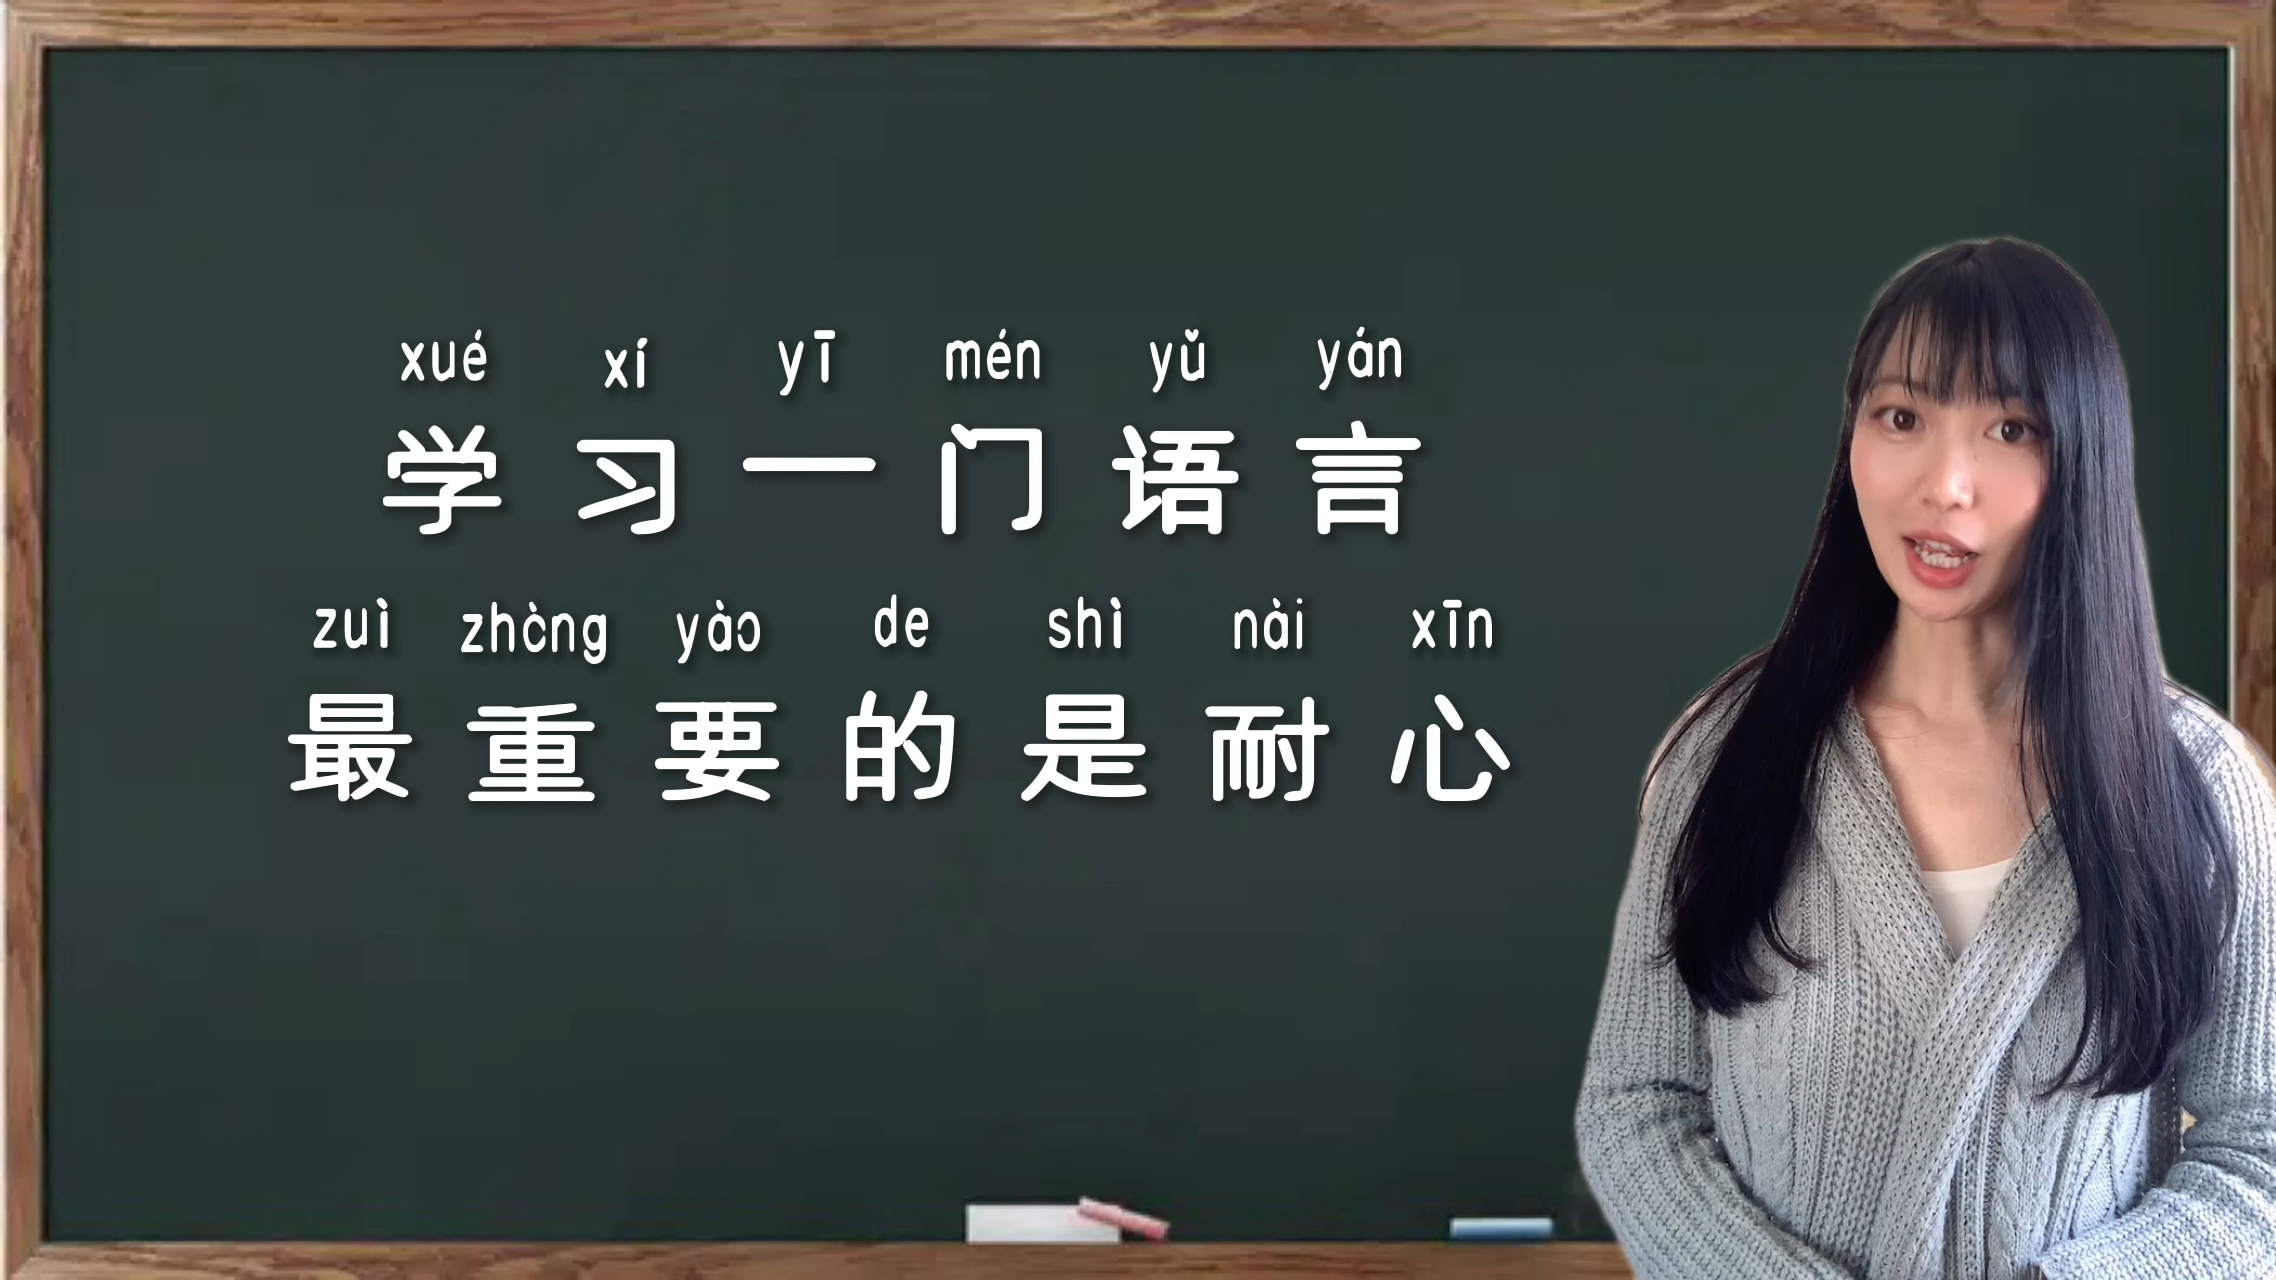 xué xí yī mén yǔ yán
学习一门语言
zuì zhòng yào de shì nài xīn
最重要的是耐心